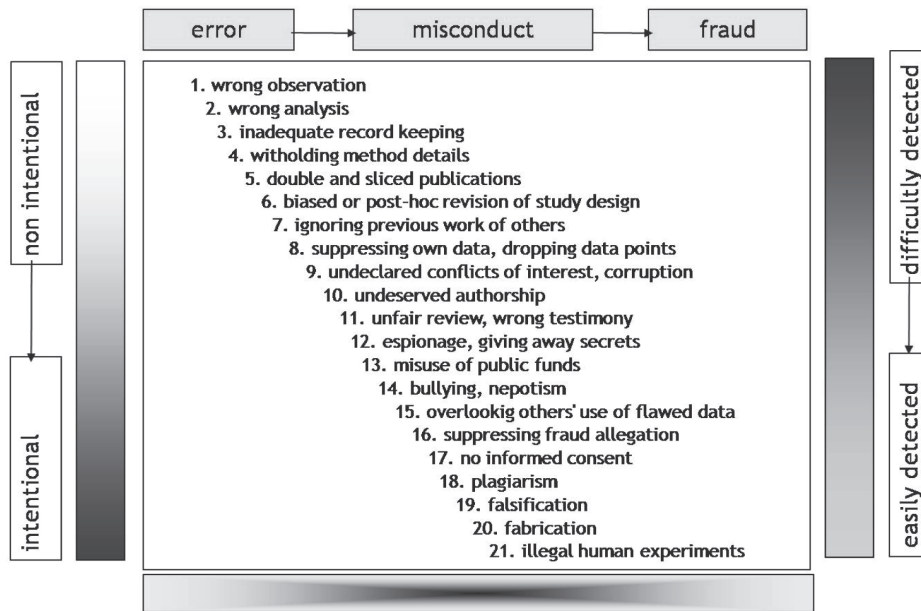 error
misconduct
fraud
non intentional
intentional
1. wrong observation
2. wrong analysis
3. inadequate record keeping
4. witholding method details
5. double and sliced publications
6. biased or post-hoc revision of study design
7. ignoring previous work of others
8. suppressing own data, dropping data points
9. undeclared conflicts of interest, corruption
10. undeserved authorship
11. unfair review, wrong testimony
12. espionage, giving away secrets
13. misuse of public funds
14. bullying, nepotism
15. overlookig others' use of flawed data
16. suppressing fraud allegation
17. no informed consent
18. plagiarism
19. falsification
20. fabrication
21. illegal human experiments
difficultly detected
easily detected